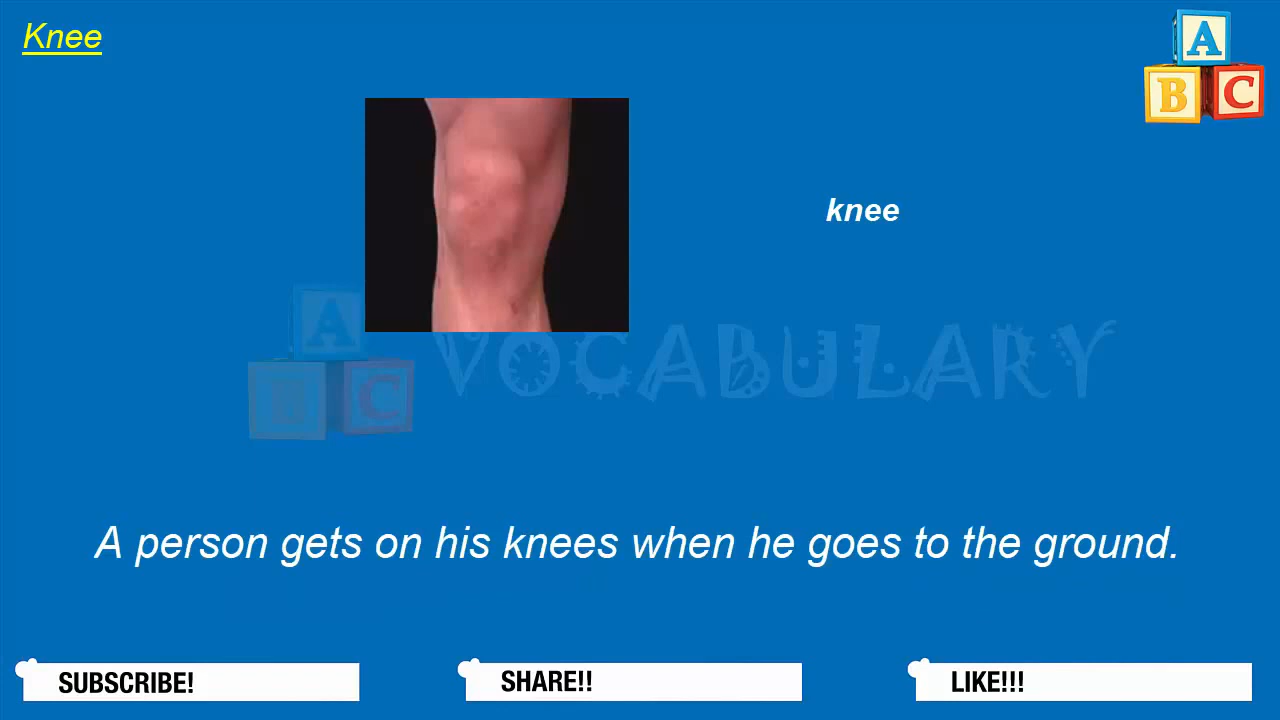 Knee
A
B C
knee
A
B C
VOCABULARY
A person gets on his knees when he goes to the ground.
SUBSCRIBE!
SHARE!!
LIKE!!!